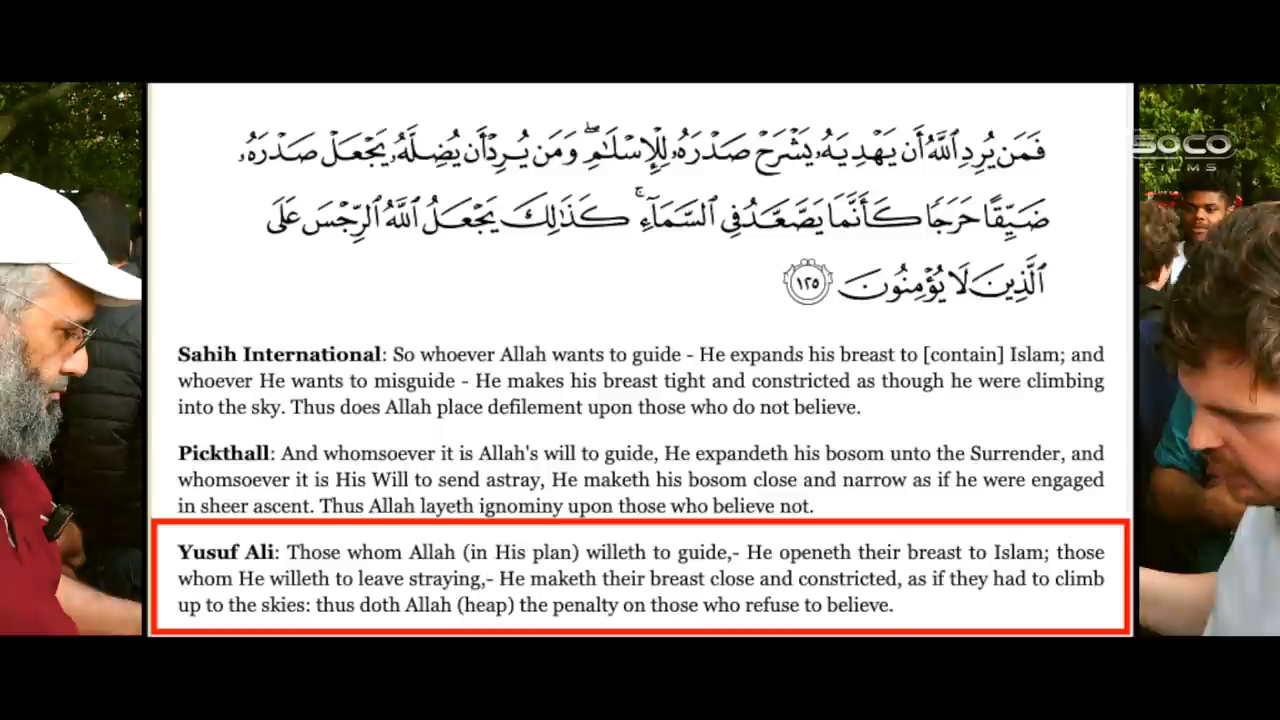 فَمَن يُرِدِ ٱللَّهُ أَن يَهْدِيَهُۥ يَشْرَحْ صَدْرَهُۥ لِلْإِسْلَٰمِ ۖ وَمَن يُرِدْ أَن يُضِلَّهُۥ يَجْعَلْ صَدْرَهُۥ
ضَيِّقًا حَرَجًا كَأَنَّمَا يَصَّعَّدُ فِى ٱلسَّمَآءِ ۚ كَذَٰلِكَ يَجْعَلُ ٱللَّهُ ٱلرِّجْسَ عَلَى
ٱلَّذِينَ لَا يُؤْمِنُونَ ١٢٥
Sahih International: So whoever Allah wants to guide - He expands his breast to [contain] Islam; and
whoever He wants to misguide - He makes his breast tight and constricted as though he were climbing
into the sky. Thus does Allah place defilement upon those who do not believe.
Pickthall: And whomsoever it is Allah's will to guide, He expandeth his bosom unto the Surrender, and
whomsoever it is His Will to send astray, He maketh his bosom close and narrow as if he were engaged
in sheer ascent. Thus Allah layeth ignominy upon those who believe not.
Yusuf Ali: Those whom Allah (in His plan) willeth to guide,- He openeth their breast to Islam; those
whom He willeth to leave straying,- He maketh their breast close and constricted, as if they had to climb
up to the skies: thus doth Allah (heap) the penalty on those who refuse to believe.
SOCO
FILMS